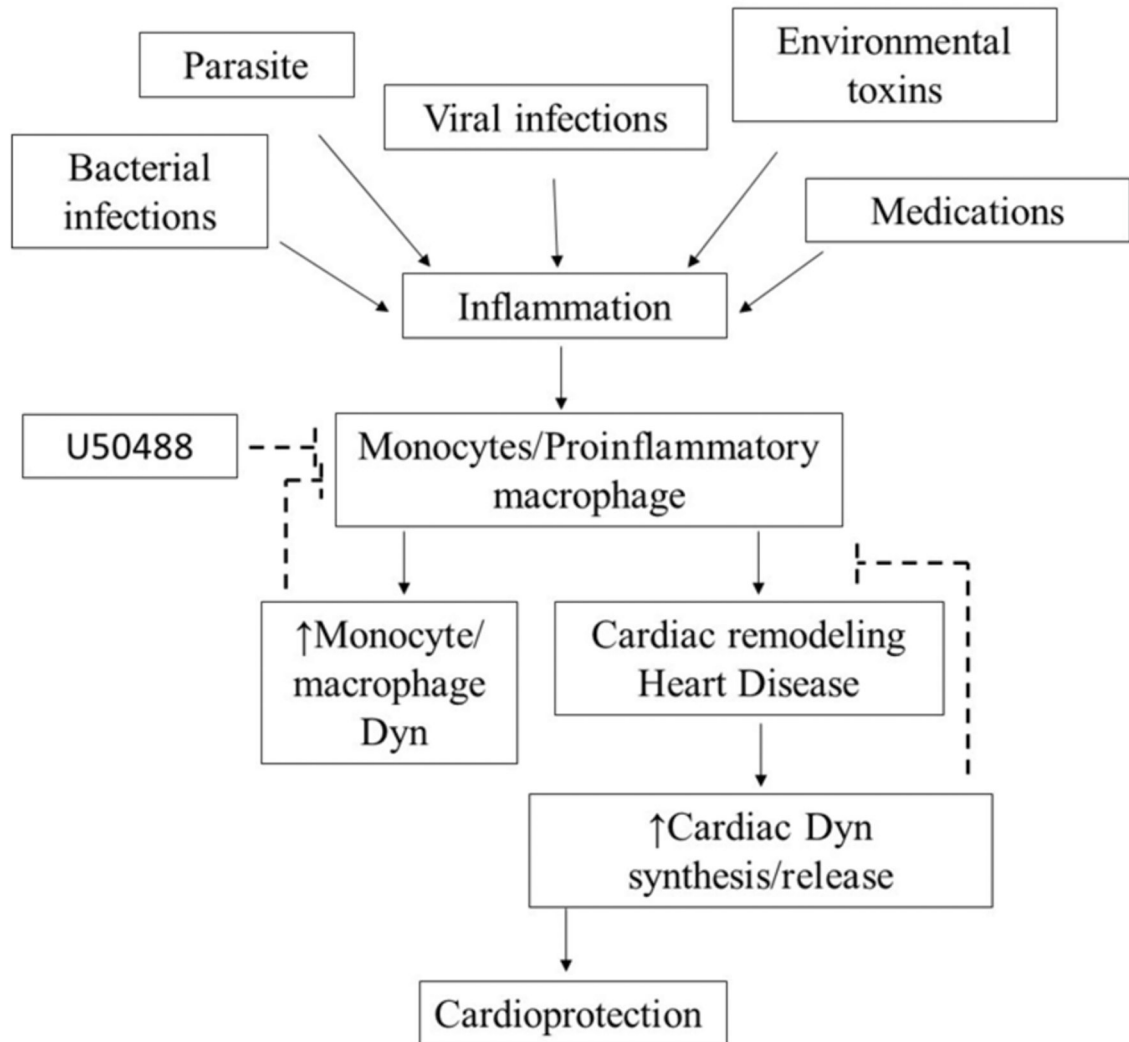 Parasite
Viral infections
Environmental
toxins
Bacterial
infections
Medications
Inflammation
U50488
Monocytes/Proinflammatory
macrophage
↑Monocyte/
macrophage
Dyn
Cardiac remodeling
Heart Disease
↑Cardiac Dyn
synthesis/release
Cardioprotection